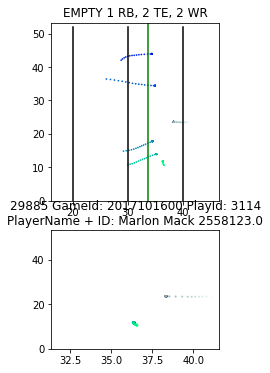 EMPTY 1 RB, 2 TE, 2 WR
50
40
30
20
10
0
20 30 40
29885 GameId: 2017101600 PlayId: 3114
PlayerName + ID: Marlon Mack 2558123.0
40
20
0
32.5 35.0 37.5 40.0